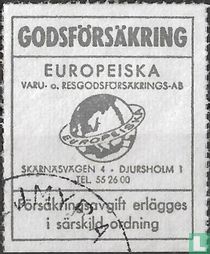 GODSFÖRSÄKRING
EUROPEISKA
VARU- o. RESGODSFÖRSÄKRINGS-AB
EUROPEISKA
SKÄRNÄSVÄGEN 4 • DJURSHOLM 1
TEL. 55 26 00
Försäkringsavgift erlägges
i särskild ordning